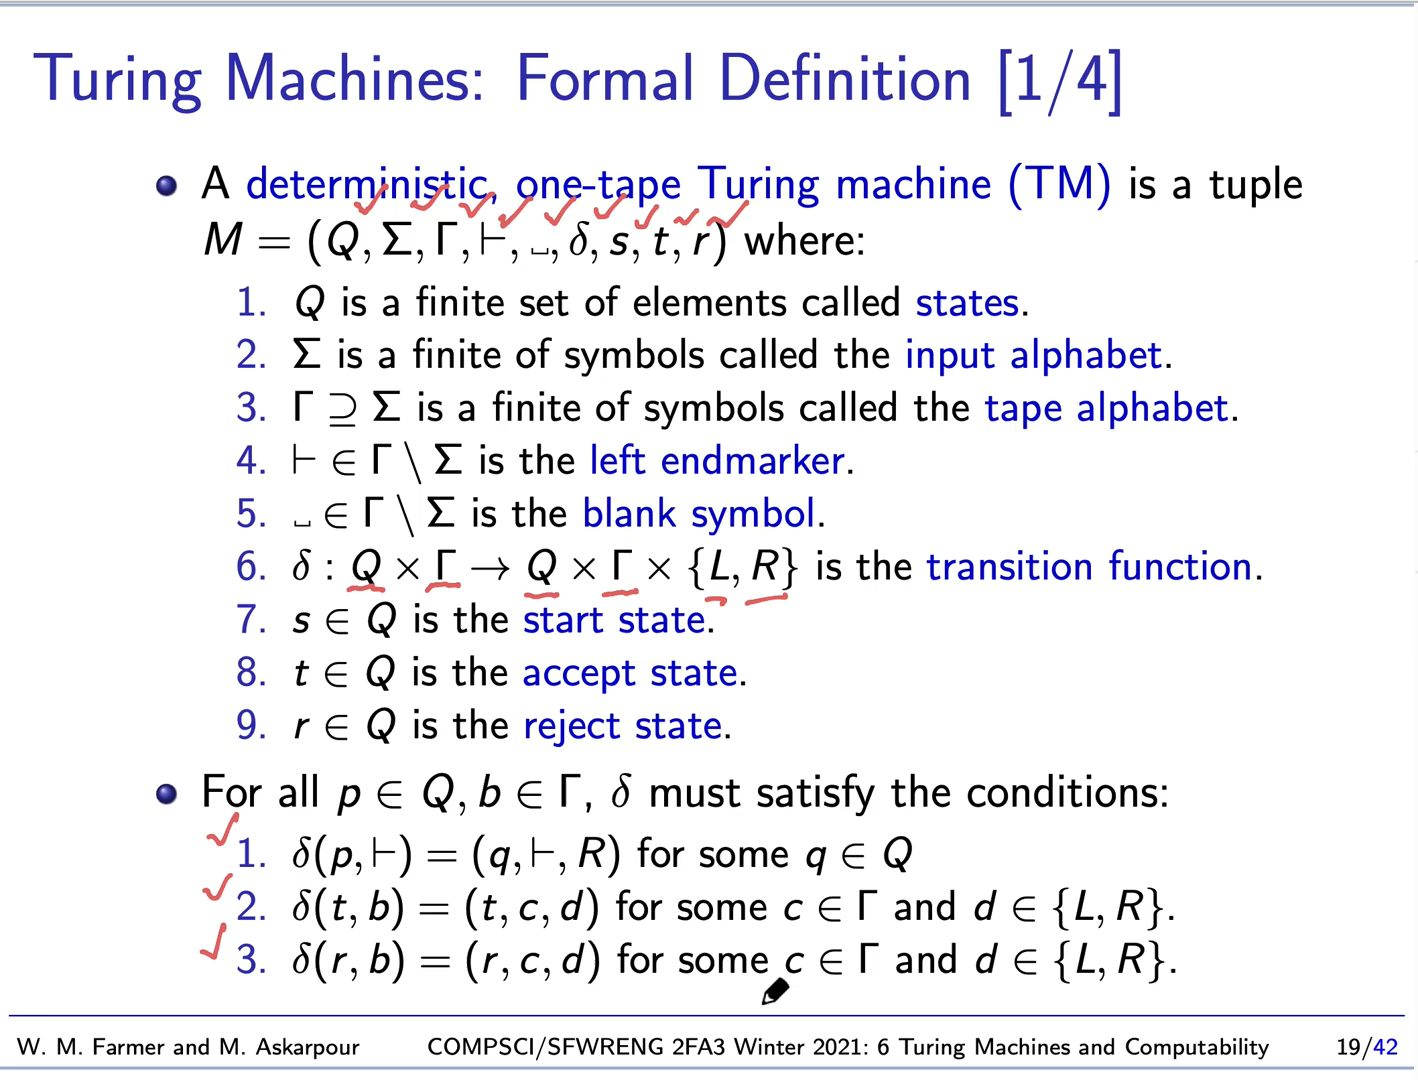 Turing Machines: Formal Definition [1/4]
A deterministic, one-tape Turing machine (TM) is a tuple
M = (Q, Σ, Γ, ⊢, ␣, δ, s, t, r) where:
1. Q is a finite set of elements called states.
2. Σ is a finite of symbols called the input alphabet.
3. Γ ⊇ Σ is a finite of symbols called the tape alphabet.
4. ⊢ ∈ Γ \ Σ is the left endmarker.
5. ␣ ∈ Γ \ Σ is the blank symbol.
6. δ : Q × Γ → Q × Γ × {L, R} is the transition function.
7. s ∈ Q is the start state.
8. t ∈ Q is the accept state.
9. r ∈ Q is the reject state.
For all p ∈ Q, b ∈ Γ, δ must satisfy the conditions:
1. δ(p, ⊢) = (q, ⊢, R) for some q ∈ Q
2. δ(t, b) = (t, c, d) for some c ∈ Γ and d ∈ {L, R}.
3. δ(r, b) = (r, c, d) for some c ∈ Γ and d ∈ {L, R}.
W. M. Farmer and M. Askarpour COMPSCI/SFWRENG 2FA3 Winter 2021: 6 Turing Machines and Computability 19/42